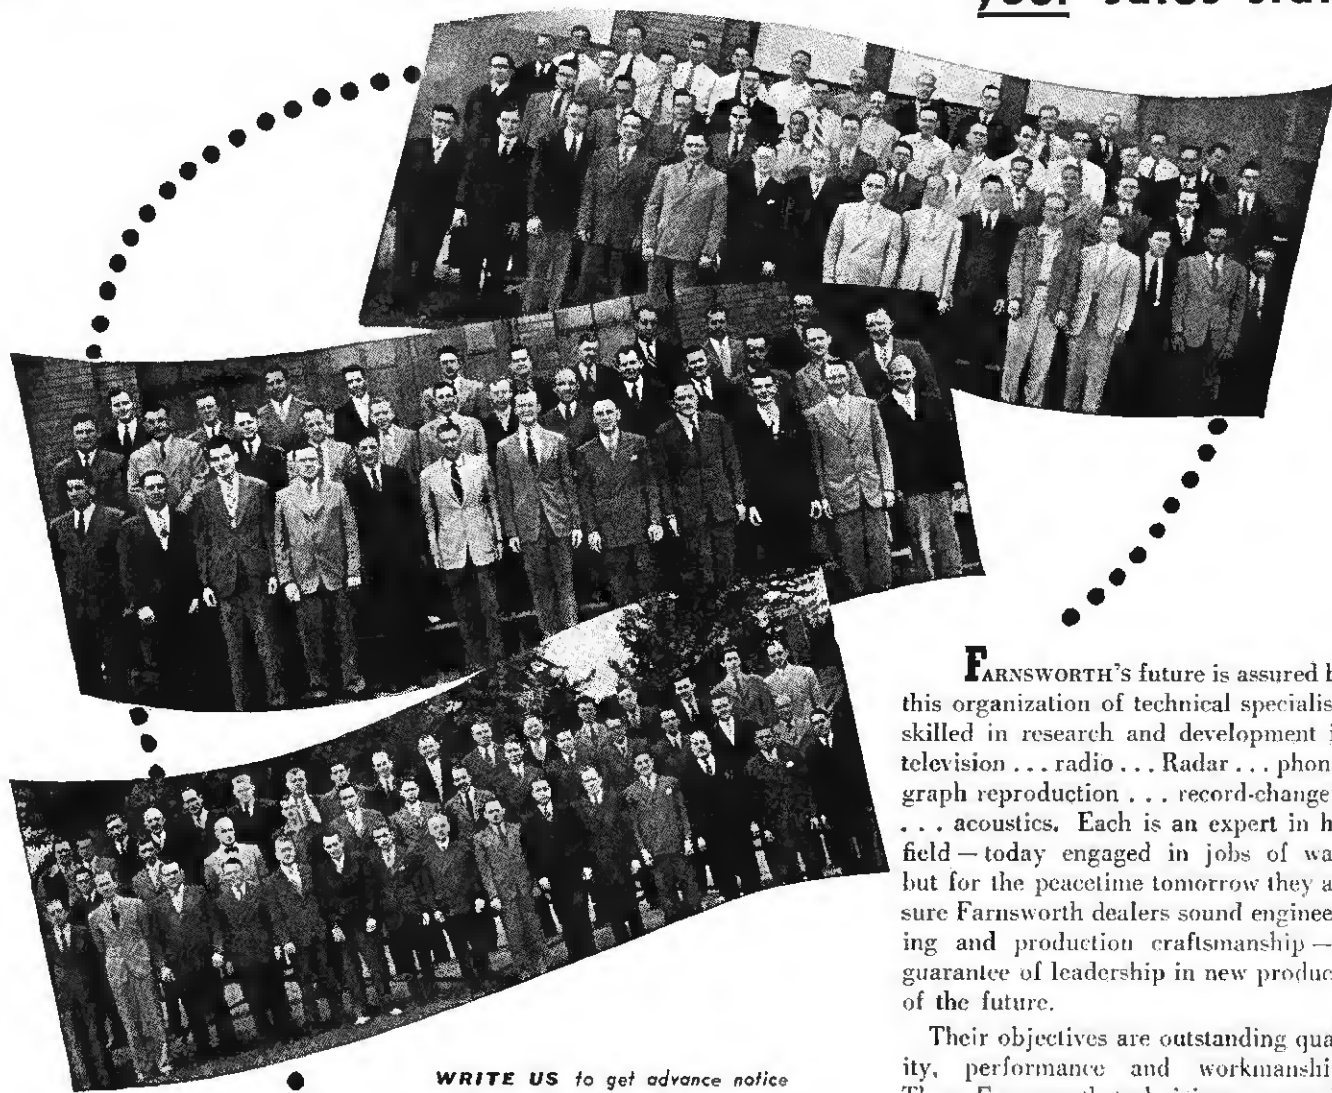 your sales
FARNSWORTH's future is assured b
this organization of technical specialis
skilled in research and development i
television ... radio ... Radar ... phon
graph reproduction ... record-change
... acoustics. Each is an expert in h
field — today engaged in jobs of wa
but for the peacetime tomorrow they a
sure Farnsworth dealers sound enginee
ing and production craftsmanship —
guarantee of leadership in new produc
of the future.
Their objectives are outstanding qua
ity, performance and workmanshi
WRITE US to get advance notice